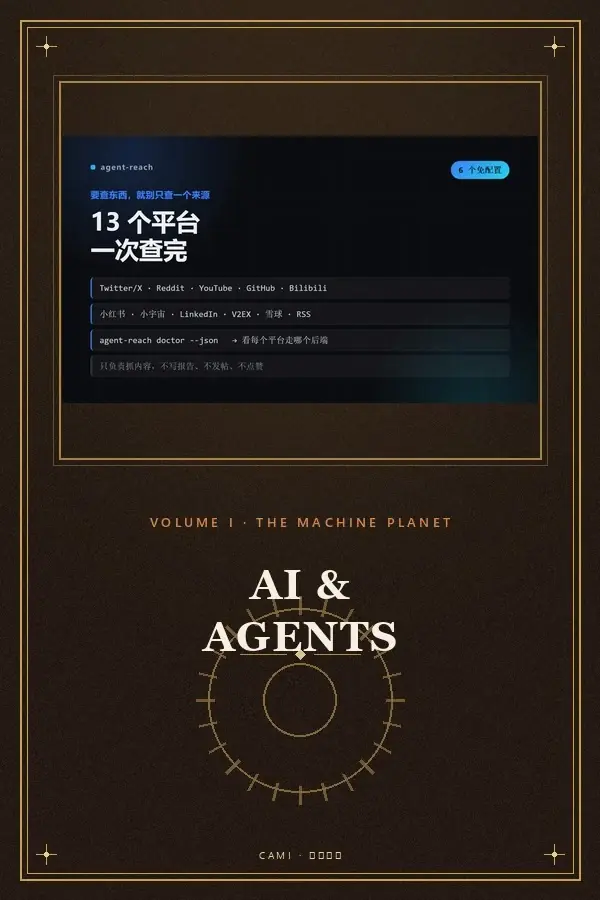 agent-reach
6 个免配置
要查东西，就别只查一个来源
13 个平台
一次查完
Twitter/X · Reddit · YouTube · GitHub · Bilibili
小红书 · 小宇宙 · LinkedIn · V2EX · 雪球 · RSS
agent-reach doctor --json → 看每个平台走哪个后端
只负责抓内容，不写报告、不发帖、不点赞
VOLUME I · THE MACHINE PLANET
AI &
AGENTS
CAMI · □□□□